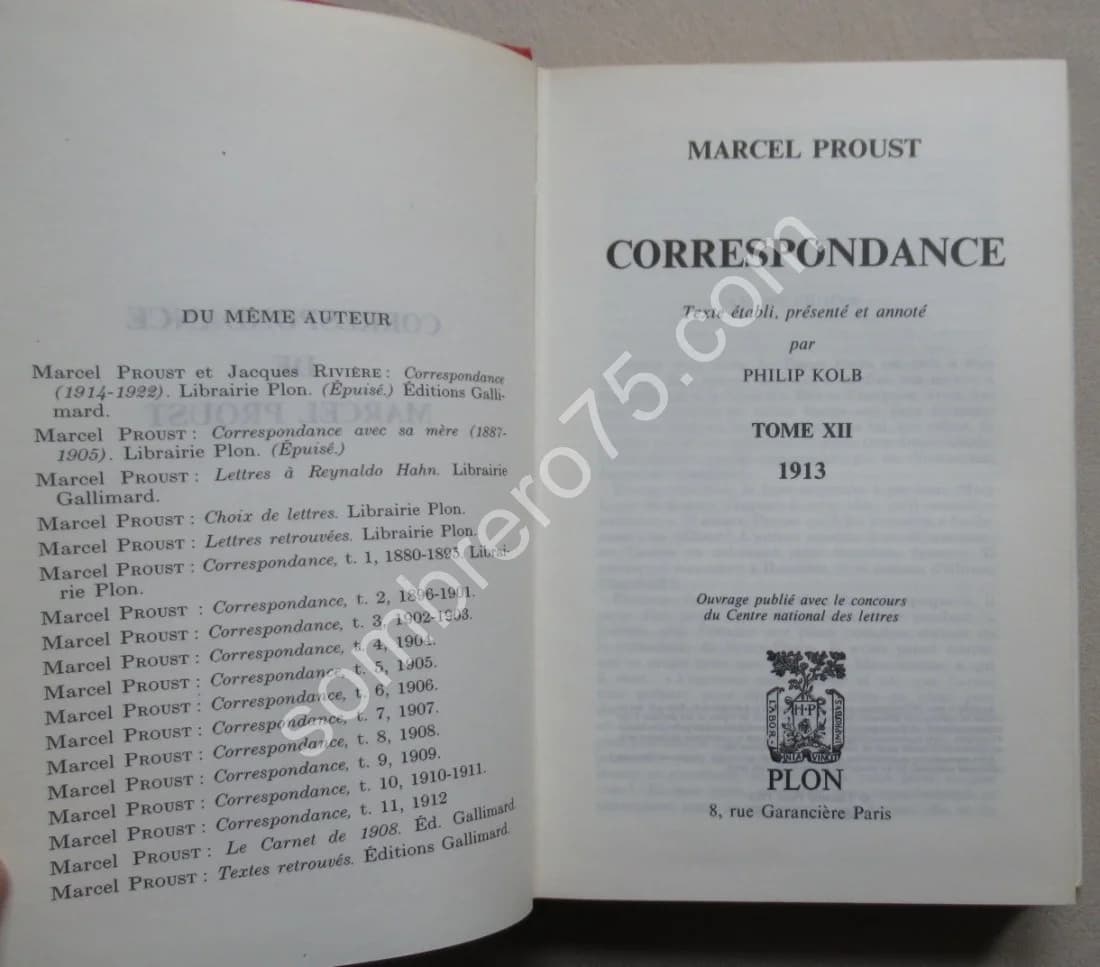 DU MÊME AUTEUR
Marcel PROUST et Jacques RIVIÈRE : Correspondance
(1914-1922). Librairie Plon. (Épuisé.) Éditions Galli-
mard.
Marcel PROUST : Correspondance avec sa mère (1887-
1905). Librairie Plon. (Épuisé.)
Marcel PROUST : Lettres à Reynaldo Hahn. Librairie
Gallimard.
Marcel PROUST : Choix de lettres. Librairie Plon.
Marcel PROUST : Lettres retrouvées. Librairie Plon.
Marcel PROUST : Correspondance, t. 1, 1880-1895. Librai-
rie Plon.
Marcel PROUST : Correspondance, t. 2, 1896-1901.
Marcel PROUST : Correspondance, t. 3, 1902-1903.
Marcel PROUST : Correspondance, t. 4, 1904.
Marcel PROUST : Correspondance, t. 5, 1905.
Marcel PROUST : Correspondance, t. 6, 1906.
Marcel PROUST : Correspondance, t. 7, 1907.
Marcel PROUST : Correspondance, t. 8, 1908.
Marcel PROUST : Correspondance, t. 9, 1909.
Marcel PROUST : Correspondance, t. 10, 1910-1911.
Marcel PROUST : Correspondance, t. 11, 1912
Marcel PROUST : Le Carnet de 1908. Éd. Gallimard.
Marcel PROUST : Textes retrouvés. Éditions Gallimard.
MARCEL PROUST
CORRESPONDANCE
Texte établi, présenté et annoté
par
PHILIP KOLB
TOME XII
1913
Ouvrage publié avec le concours
du Centre national des lettres
H P
LABOR
IMPROBVS
VINCIT
PLON
8, rue Garancière Paris
sombrero75.com